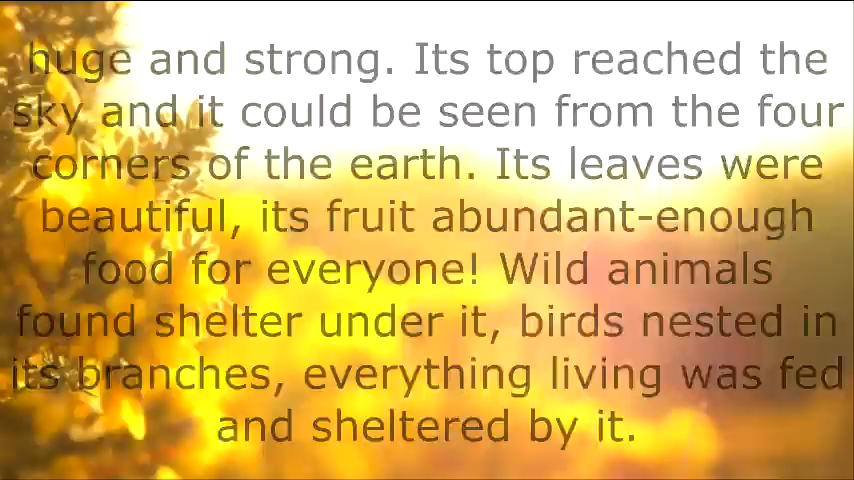 huge and strong. Its top reached the
sky and it could be seen from the four
corners of the earth. Its leaves were
beautiful, its fruit abundant-enough
food for everyone! Wild animals
found shelter under it, birds nested in
its branches, everything living was fed
and sheltered by it.